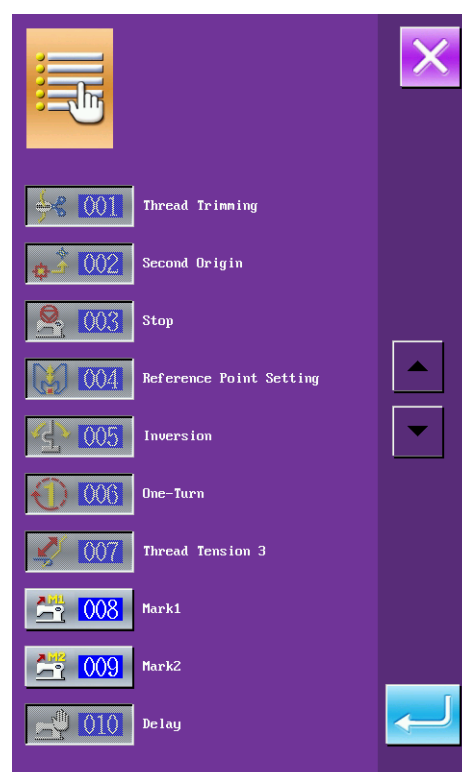 001 Thread Trimming
002 Second Origin
003 Stop
004 Reference Point Setting
005 Inversion
1 006 One-Turn
007 Thread Tension 3
M1 008 Mark1
M2 009 Mark2
010 Delay